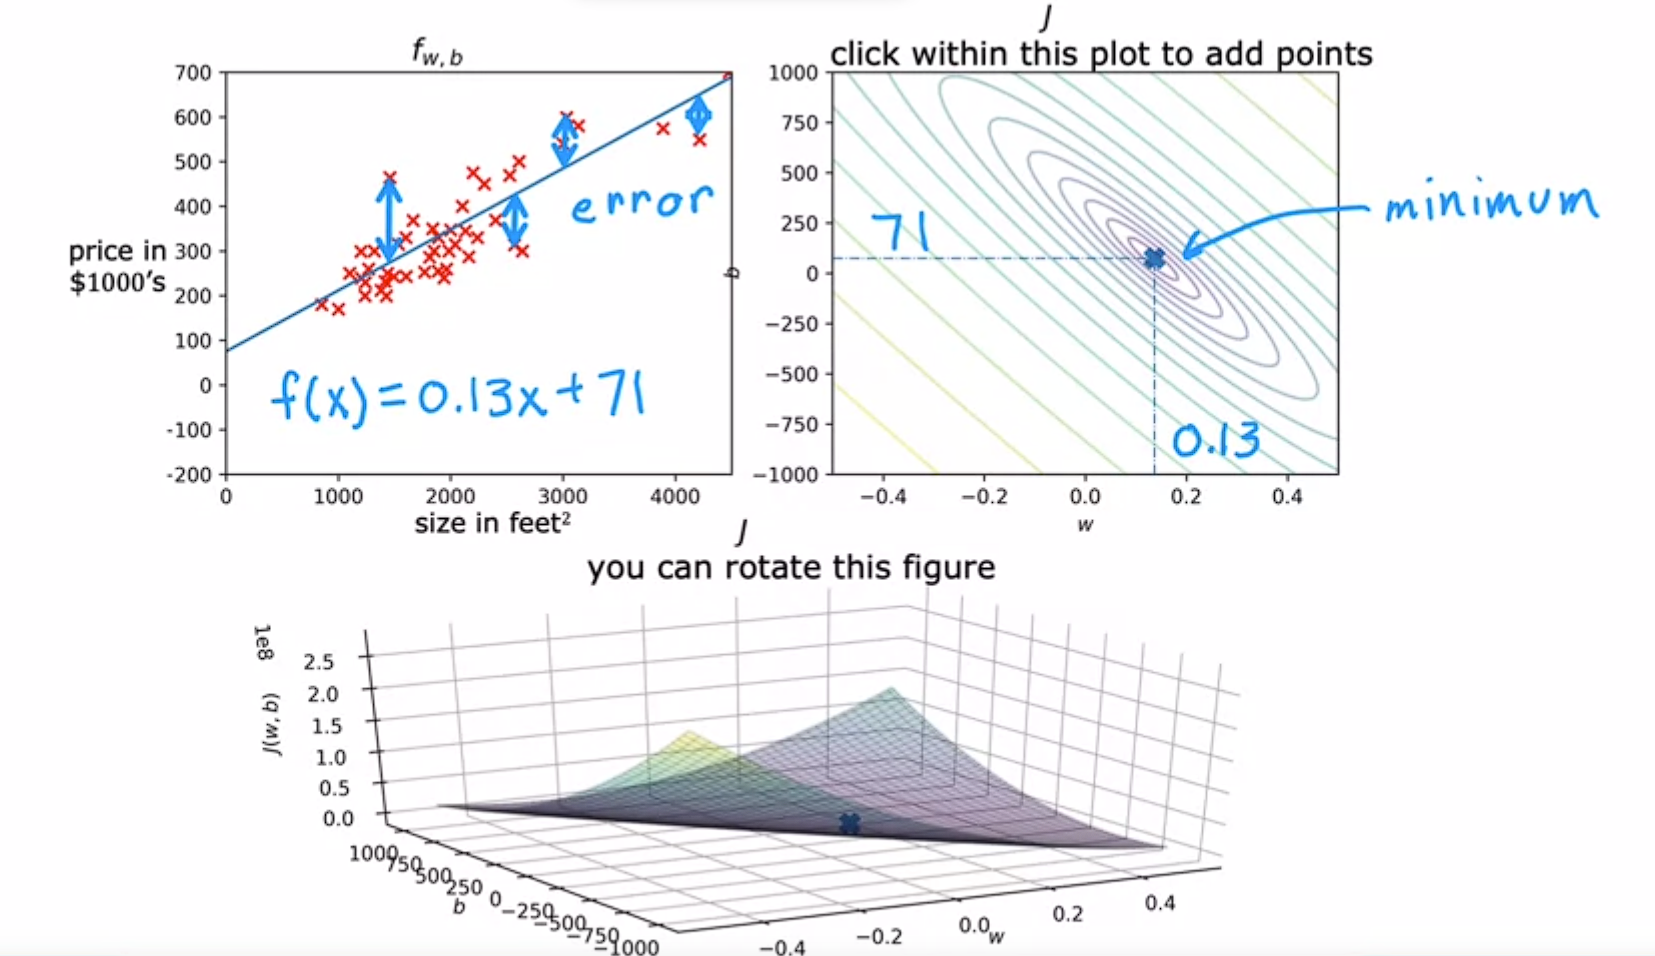 f_{w,b}
700
600
500
400
300
200
100
0
-100
-200
price in
$1000's
error
f(x)=0.13x+71
0 1000 2000 3000 4000
size in feet²
J
click within this plot to add points
1000
750
500
250
0
−250
−500
−750
−1000
b
71
minimum
0.13
−0.4 −0.2 0.0 0.2 0.4
w
J
you can rotate this figure
1e8
J(w, b)
2.5
2.0
1.5
1.0
0.5
0.0
1000
750
500
250
0
−250
−500
−750
−1000
b
−0.4 −0.2 0.0 0.2 0.4
w